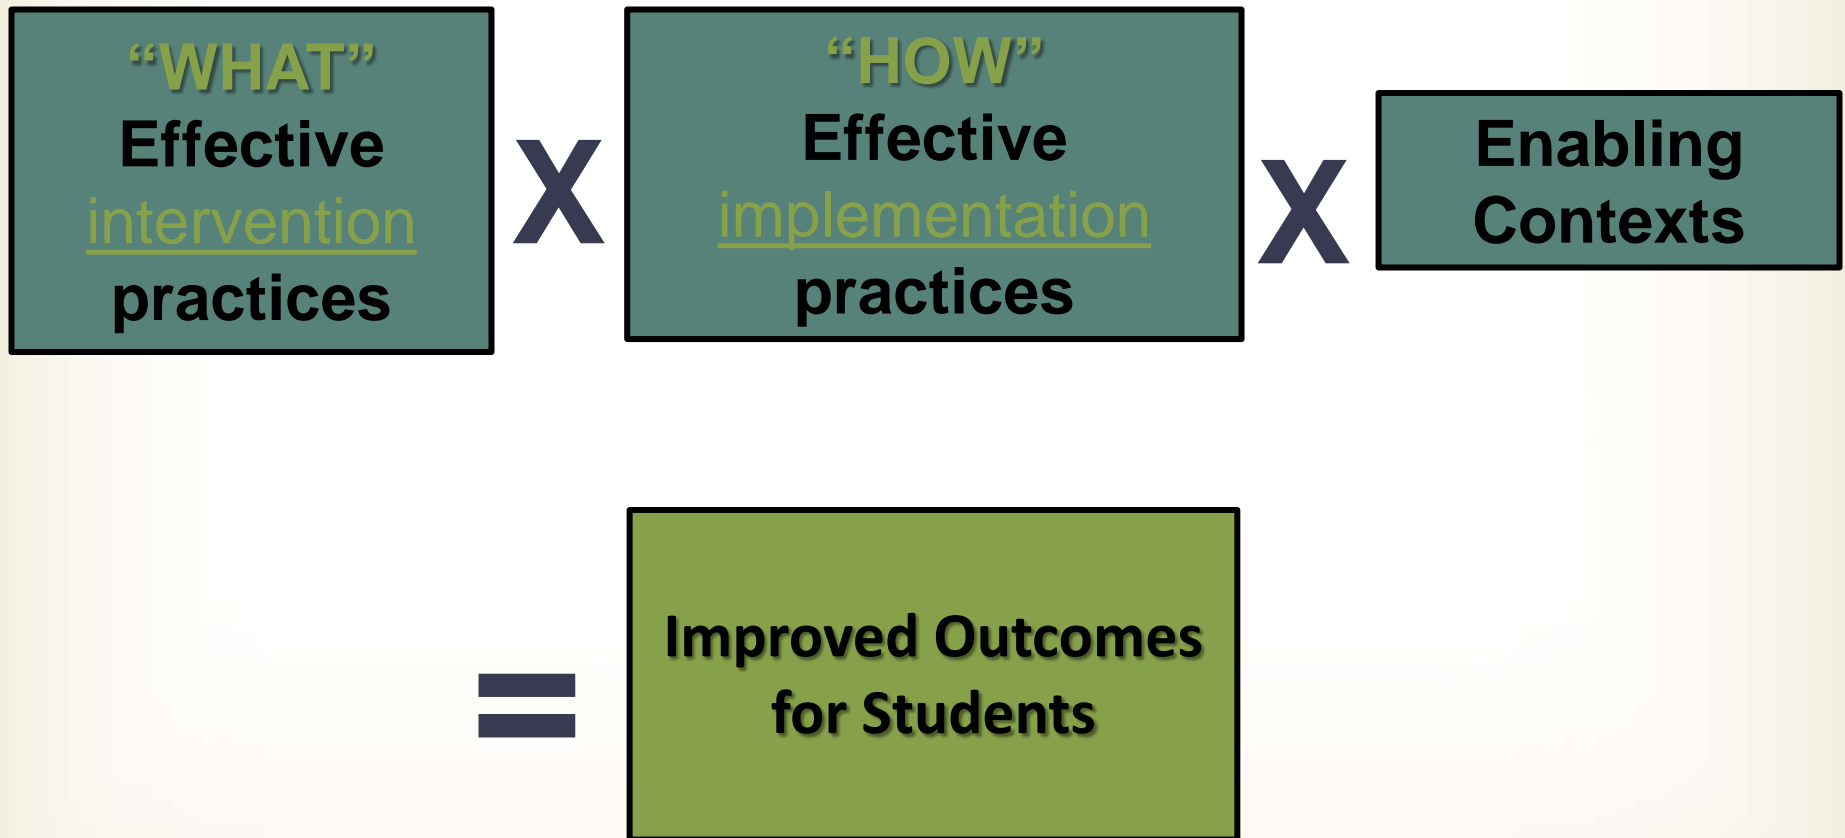 “WHAT”
Effective
intervention
practices
X
“HOW”
Effective
implementation
practices
X
Enabling
Contexts
=
Improved Outcomes
for Students